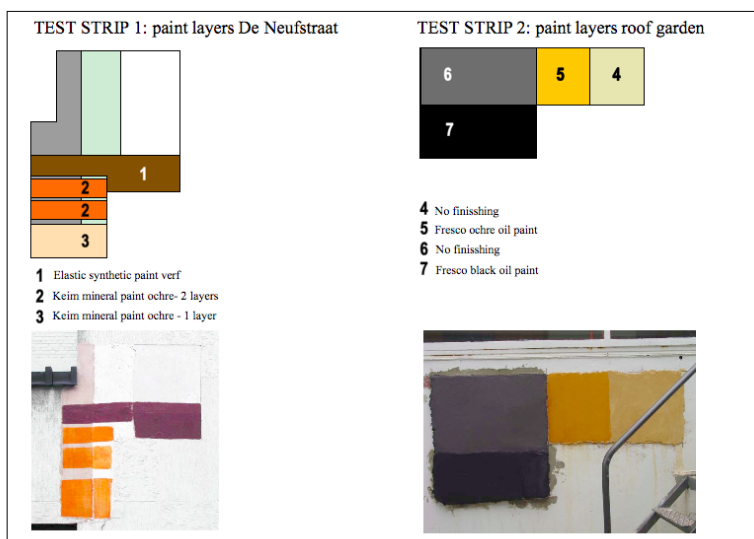 TEST STRIP 1: paint layers De Neufstraat
1
2
2
3
1 Elastic synthetic paint verf
2 Keim mineral paint ochre- 2 layers
3 Keim mineral paint ochre - 1 layer
TEST STRIP 2: paint layers roof garden
6 5 4
7
4 No finisshing
5 Fresco ochre oil paint
6 No finisshing
7 Fresco black oil paint